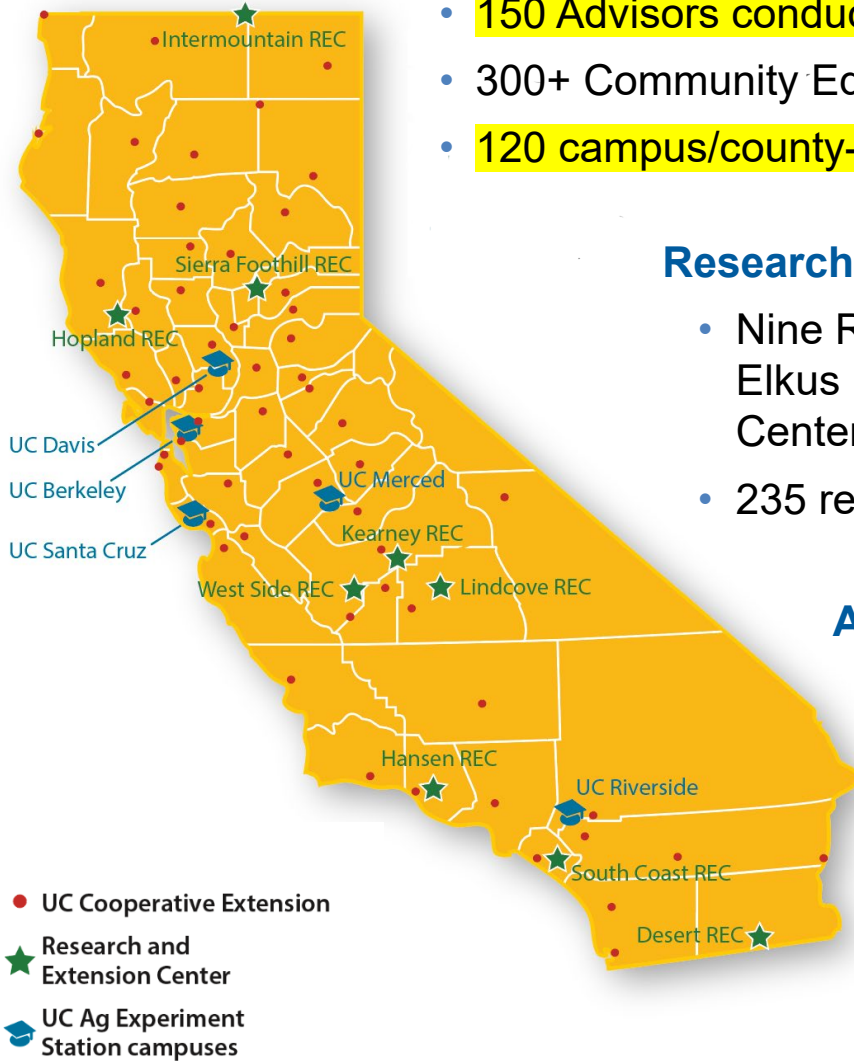 • 150 Advisors conduc
• 300+ Community Ed
• 120 campus/county-
Research
• Nine R
Elkus
Center
• 235 re
A
Intermountain REC
Sierra Foothill REC
Hopland REC
UC Davis
UC Berkeley
UC Santa Cruz
UC Merced
Kearney REC
West Side REC
Lindcove REC
Hansen REC
UC Riverside
South Coast REC
Desert REC
UC Cooperative Extension
Research and
Extension Center
UC Ag Experiment
Station campuses